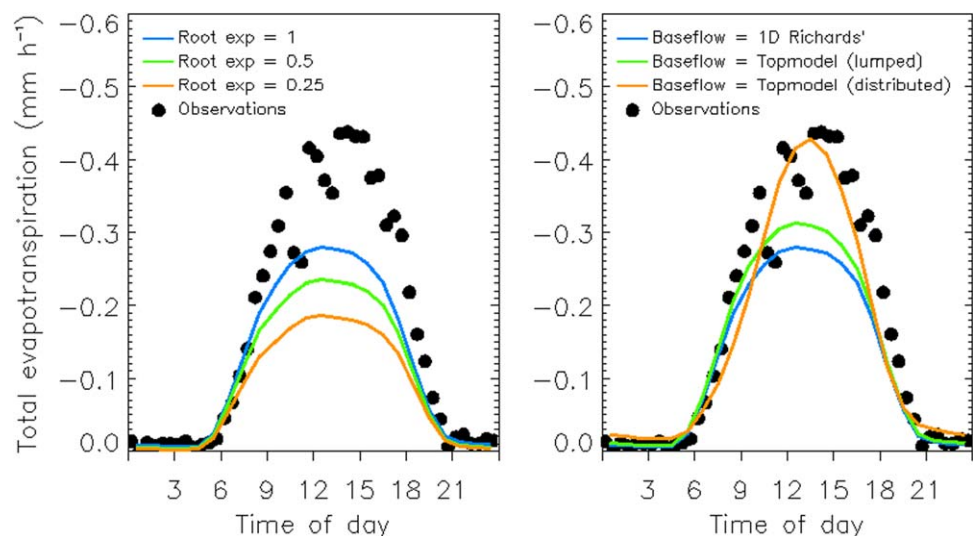 Total evapotranspiration (mm h⁻¹)
−0.6
−0.5
−0.4
−0.3
−0.2
−0.1
0.0
Root exp = 1
Root exp = 0.5
Root exp = 0.25
Observations
3 6 9 12 15 18 21
Time of day
−0.6
−0.5
−0.4
−0.3
−0.2
−0.1
0.0
Baseflow = 1D Richards'
Baseflow = Topmodel (lumped)
Baseflow = Topmodel (distributed)
Observations
3 6 9 12 15 18 21
Time of day